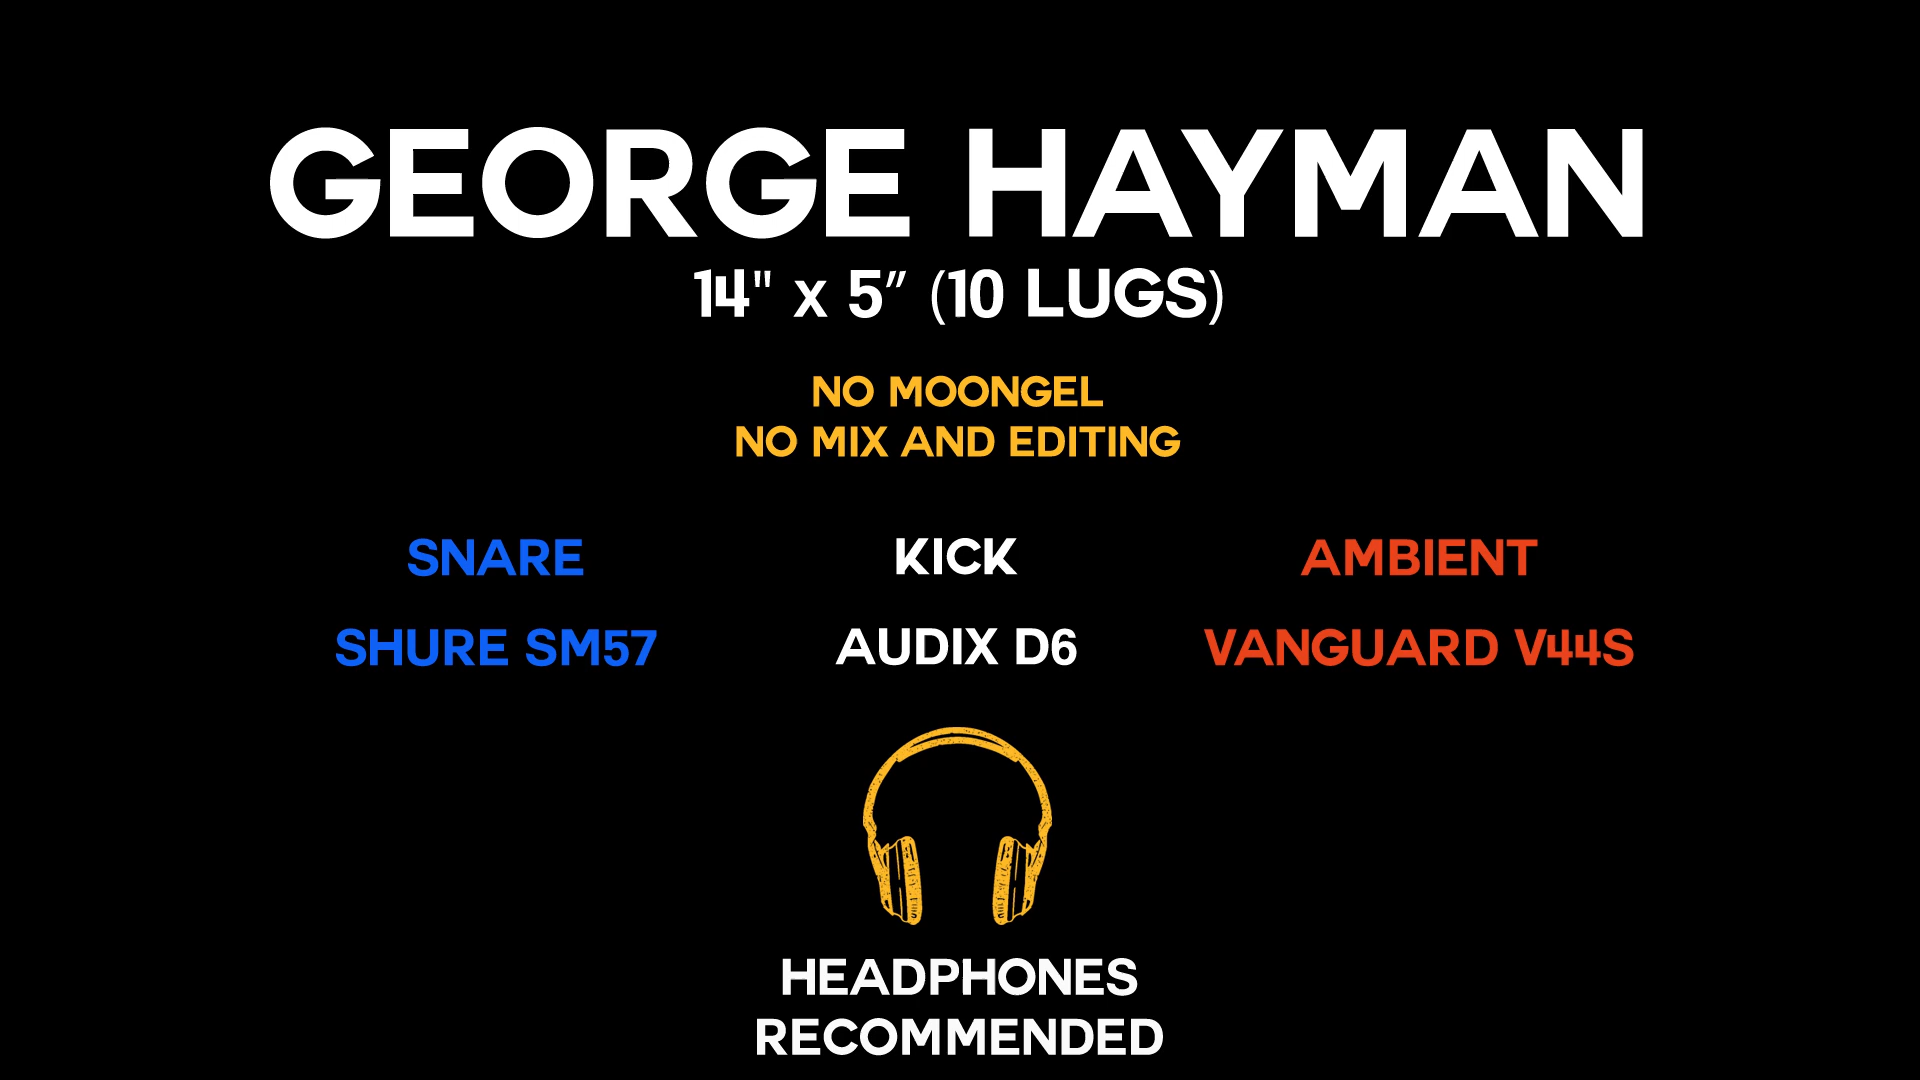 GEORGE HAYMAN
14" x 5” (10 LUGS)
NO MOONGEL
NO MIX AND EDITING
SNARE KICK AMBIENT
SHURE SM57 AUDIX D6 VANGUARD V44S
HEADPHONES
RECOMMENDED